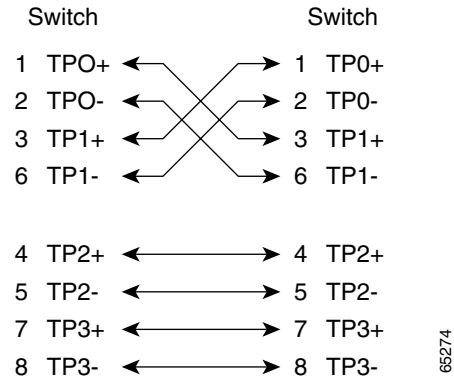 Switch Switch
1 TPO+ 1 TP0+
2 TPO- 2 TP0-
3 TP1+ 3 TP1+
6 TP1- 6 TP1-
4 TP2+ 4 TP2+
5 TP2- 5 TP2-
7 TP3+ 7 TP3+
8 TP3- 8 TP3-
65274